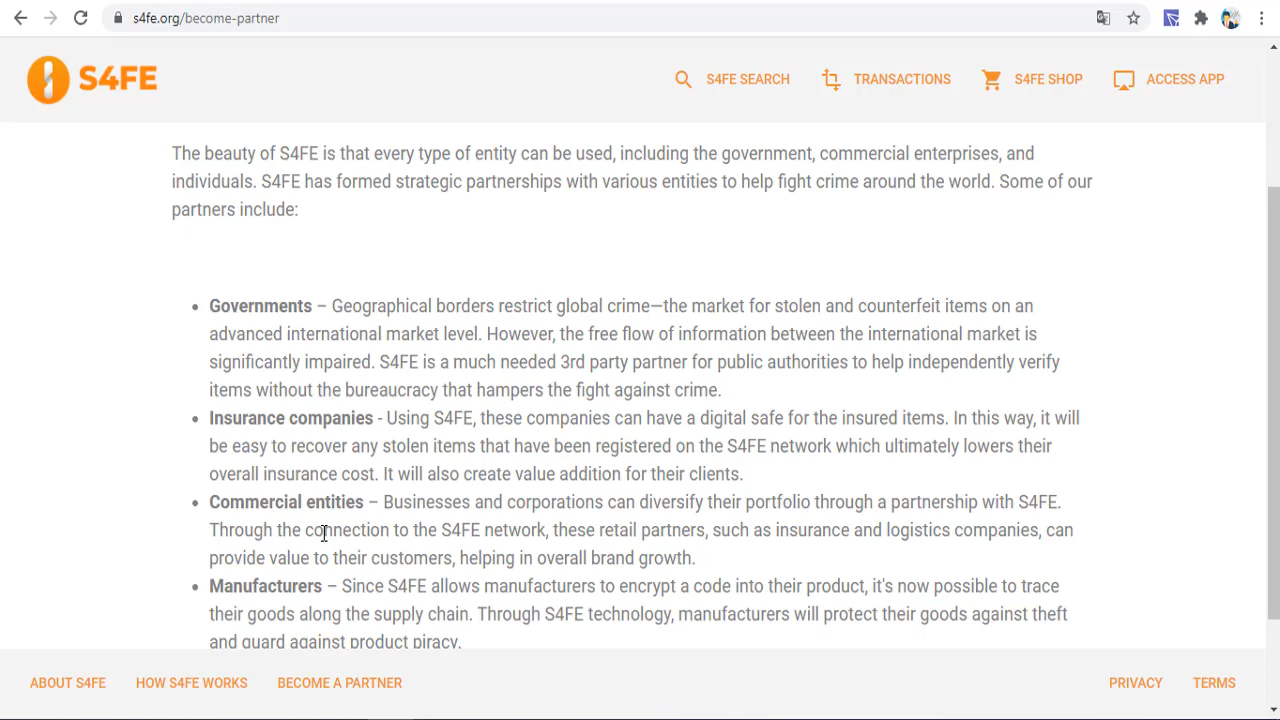 s4fe.org/become-partner
S4FE
S4FE SEARCH
TRANSACTIONS
S4FE SHOP
ACCESS APP
The beauty of S4FE is that every type of entity can be used, including the government, commercial enterprises, and
individuals. S4FE has formed strategic partnerships with various entities to help fight crime around the world. Some of our
partners include:
• Governments – Geographical borders restrict global crime—the market for stolen and counterfeit items on an
advanced international market level. However, the free flow of information between the international market is
significantly impaired. S4FE is a much needed 3rd party partner for public authorities to help independently verify
items without the bureaucracy that hampers the fight against crime.
• Insurance companies - Using S4FE, these companies can have a digital safe for the insured items. In this way, it will
be easy to recover any stolen items that have been registered on the S4FE network which ultimately lowers their
overall insurance cost. It will also create value addition for their clients.
• Commercial entities – Businesses and corporations can diversify their portfolio through a partnership with S4FE.
Through the connection to the S4FE network, these retail partners, such as insurance and logistics companies, can
provide value to their customers, helping in overall brand growth.
• Manufacturers – Since S4FE allows manufacturers to encrypt a code into their product, it's now possible to trace
their goods along the supply chain. Through S4FE technology, manufacturers will protect their goods against theft
and guard against product piracy.
ABOUT S4FE
HOW S4FE WORKS
BECOME A PARTNER
PRIVACY
TERMS